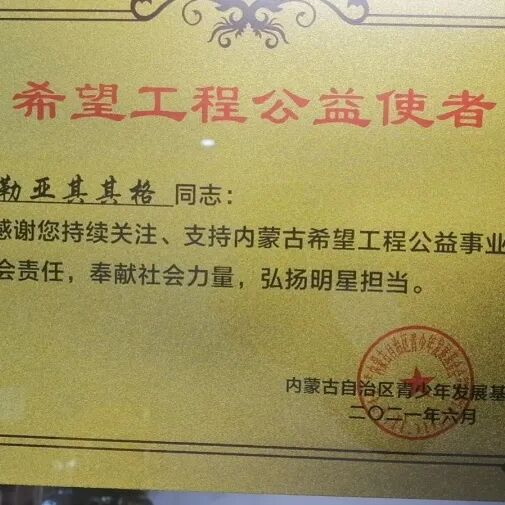 希望工程公益使者
勒亚其其格 同志：
感谢您持续关注、支持内蒙古希望工程公益事业
会责任，奉献社会力量，弘扬明星担当。
内蒙古自治区青少年发展基
二〇二一年六月